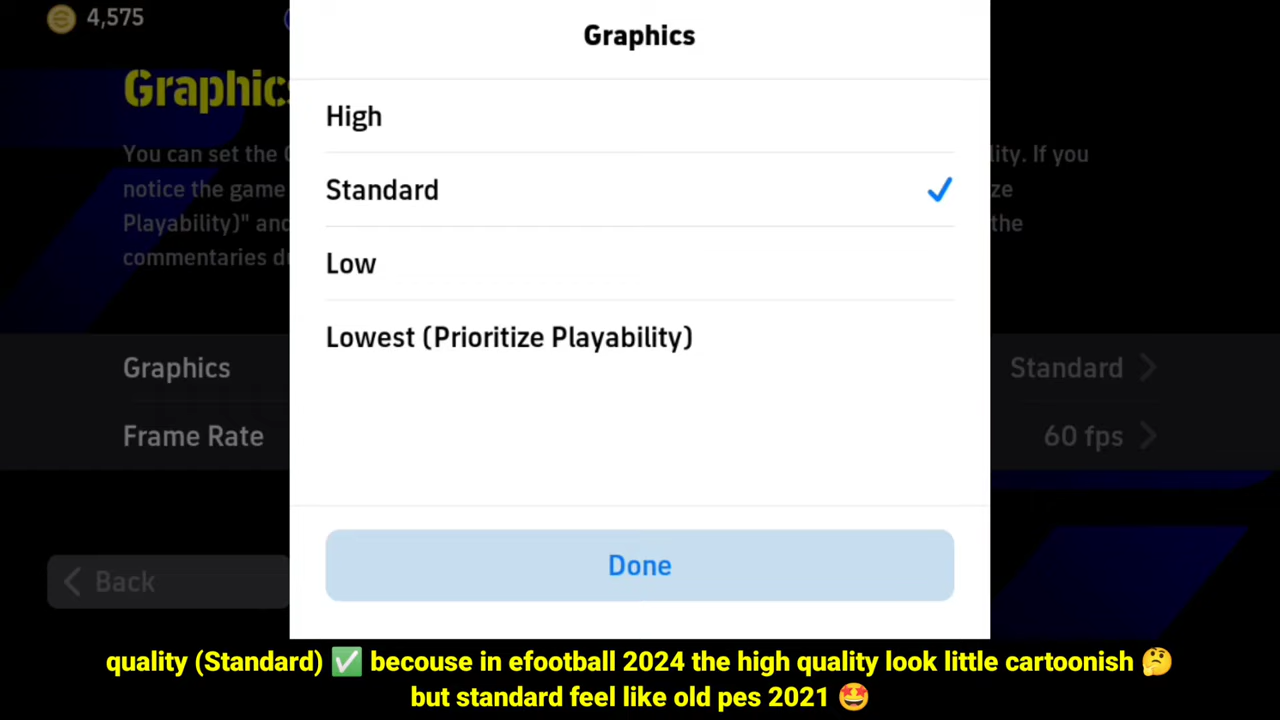 4,575
Graphics
Graphics
You can set the
lity. If you
notice the game
ze
Playability)" and
the
commentaries
High
Standard
Low
Lowest (Prioritize Playability)
Graphics
Standard
Frame Rate
60 fps
Done
Back
quality (Standard) ✅ becouse in efootball 2024 the high quality look little cartoonish 🤔
but standard feel like old pes 2021 🤩